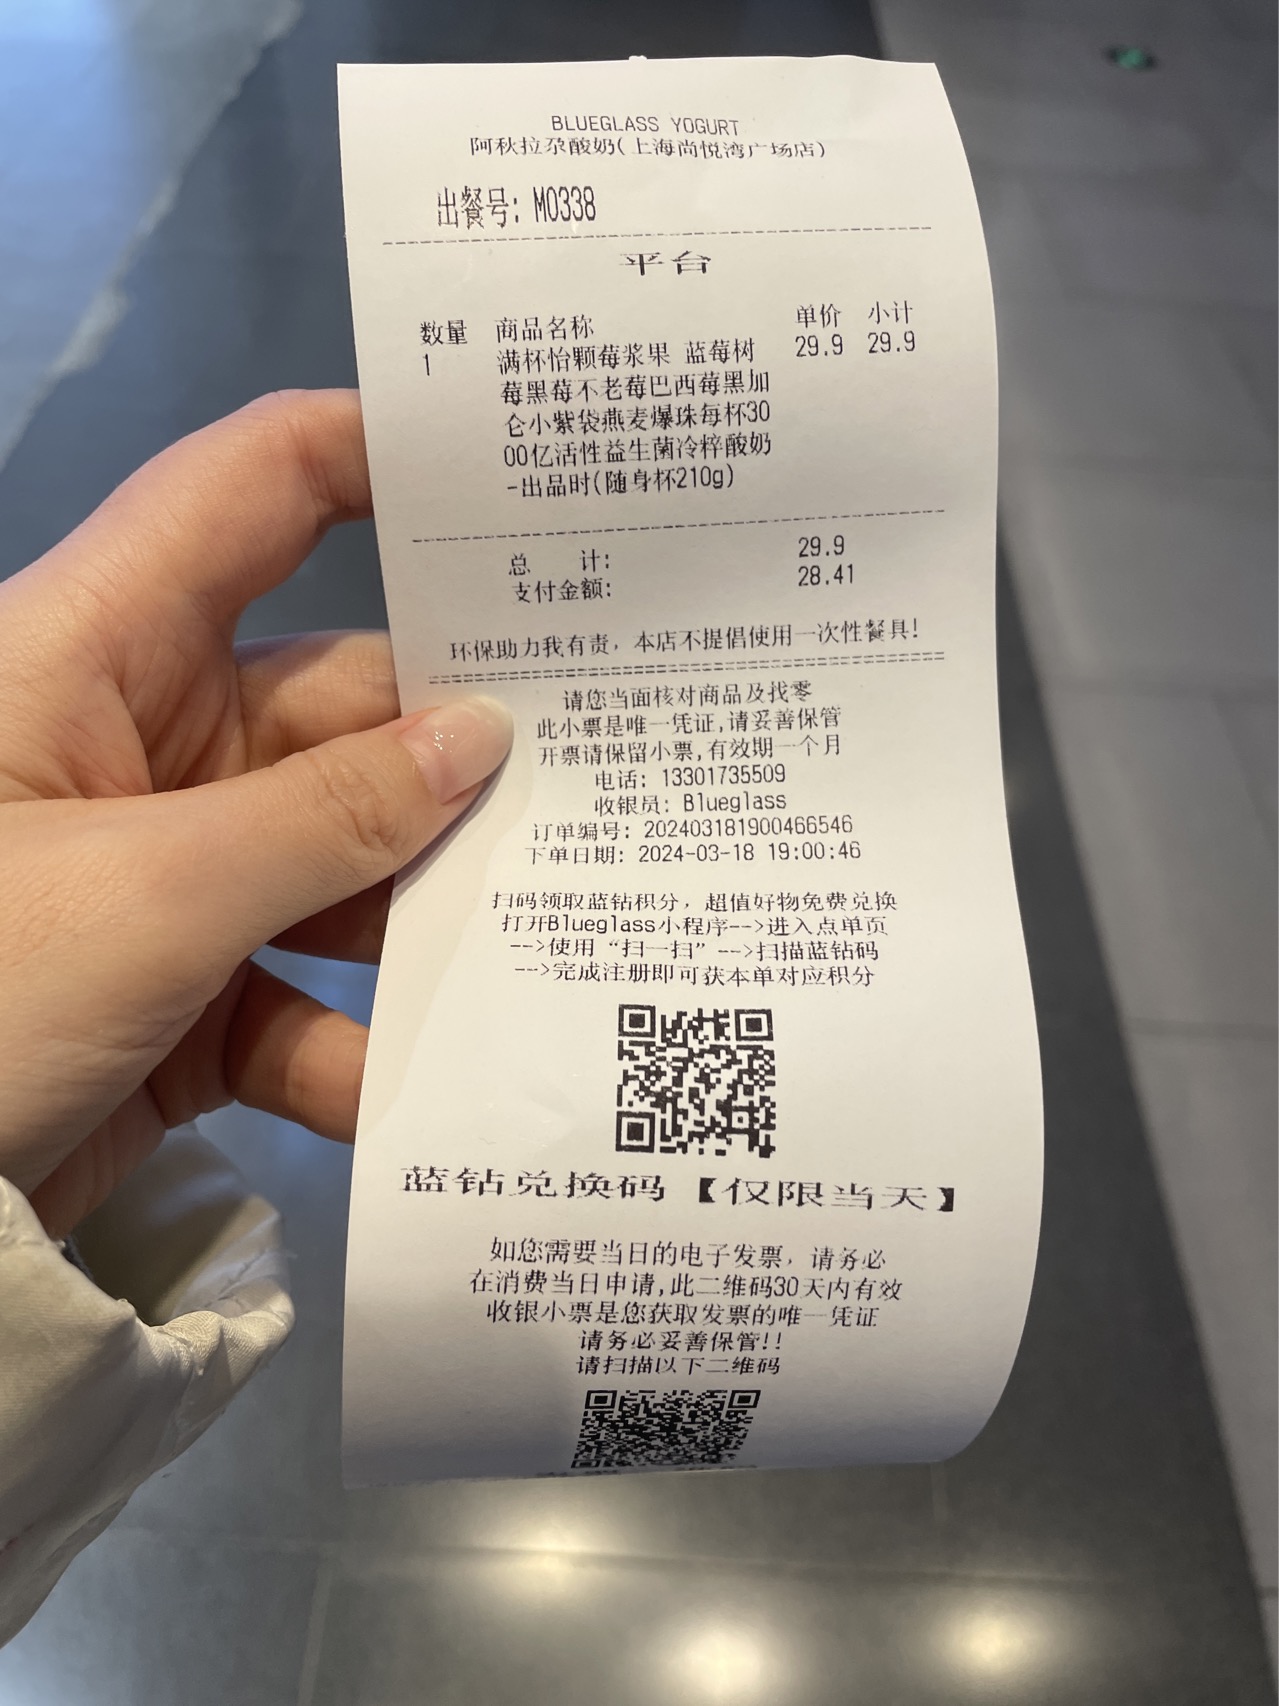 BLUEGLASS YOGURT
阿秋拉尕酸奶(上海尚悦湾广场店)
出餐号: M0338
平台
数量 商品名称 单价 小计
1 满杯怡颗莓浆果 蓝莓树 29.9 29.9
莓黑莓不老莓巴西莓黑加
仑小紫袋燕麦爆珠每杯30
00亿活性益生菌冷粹酸奶
-出品时(随身杯210g)
总 计: 29.9
支付金额: 28.41
环保助力我有责，本店不提倡使用一次性餐具!
请您当面核对商品及找零
此小票是唯一凭证,请妥善保管
开票请保留小票,有效期一个月
电话: 13301735509
收银员: Blueglass
订单编号: 202403181900466546
下单日期: 2024-03-18 19:00:46
扫码领取蓝钻积分，超值好物免费兑换
打开Blueglass小程序-->进入点单页
-->使用“扫一扫”-->扫描蓝钻码
-->完成注册即可获本单对应积分
蓝钻兑换码【仅限当天】
如您需要当日的电子发票，请务必
在消费当日申请,此二维码30天内有效
收银小票是您获取发票的唯一凭证
请务必妥善保管!!
请扫描以下二维码